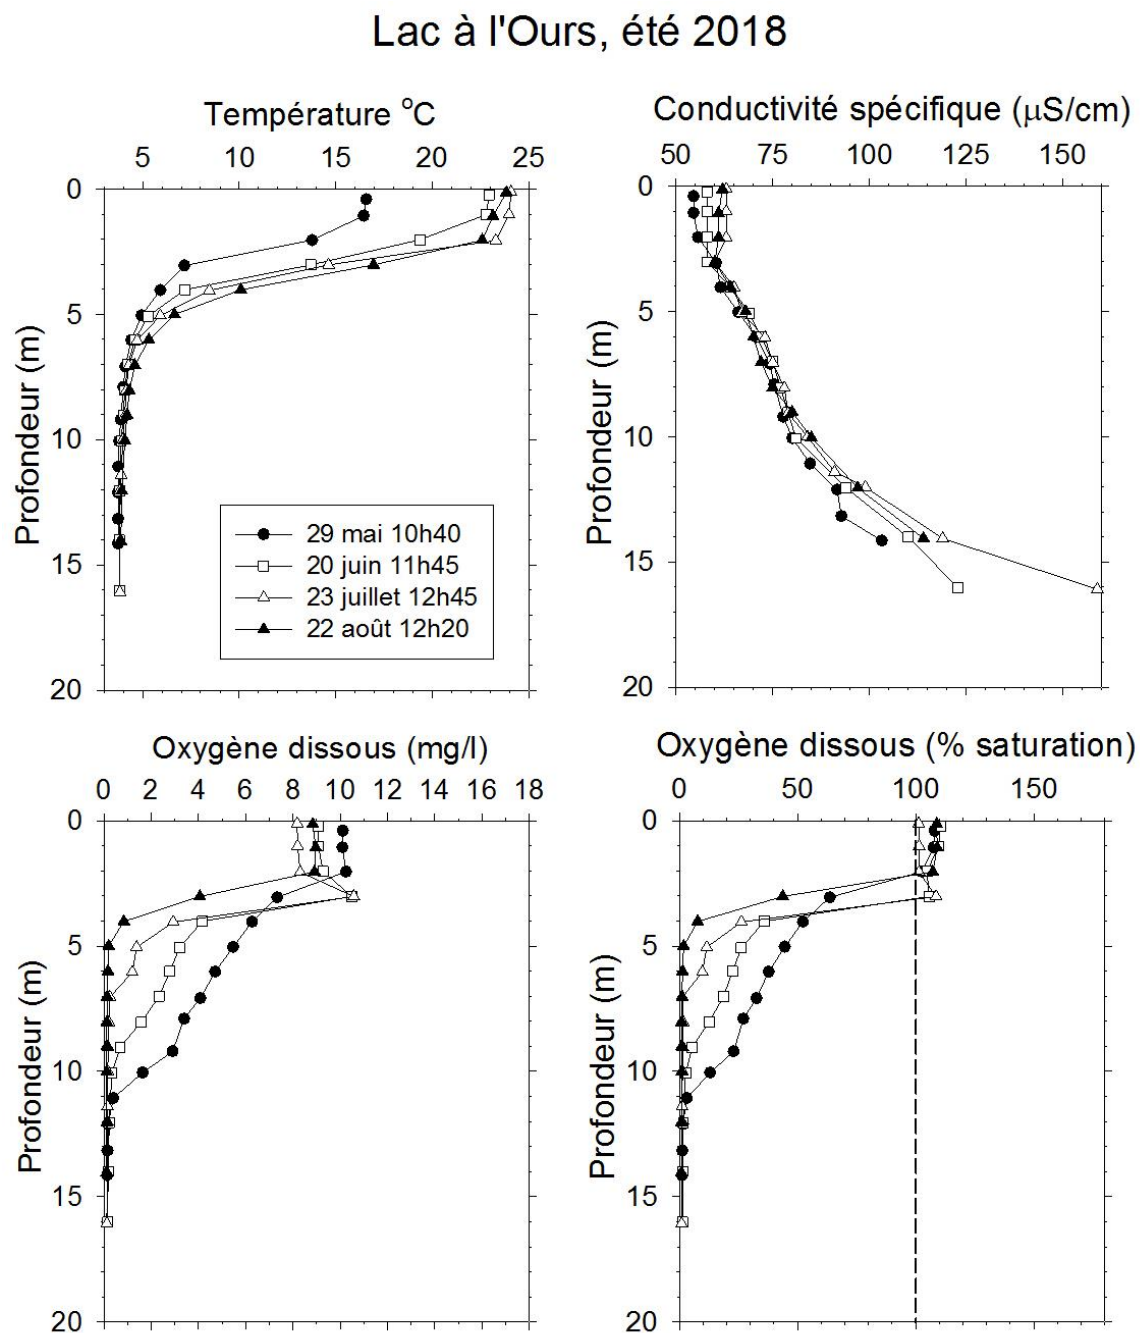 Lac à l'Ours, été 2018
Température °C
5 10 15 20 25
0
5
10
15
20
Profondeur (m)
29 mai 10h40
20 juin 11h45
23 juillet 12h45
22 août 12h20
Conductivité spécifique (μS/cm)
50 75 100 125 150
0
5
10
15
20
Profondeur (m)
Oxygène dissous (mg/l)
0 2 4 6 8 10 12 14 16 18
0
5
10
15
20
Profondeur (m)
Oxygène dissous (% saturation)
0 50 100 150
0
5
10
15
20
Profondeur (m)